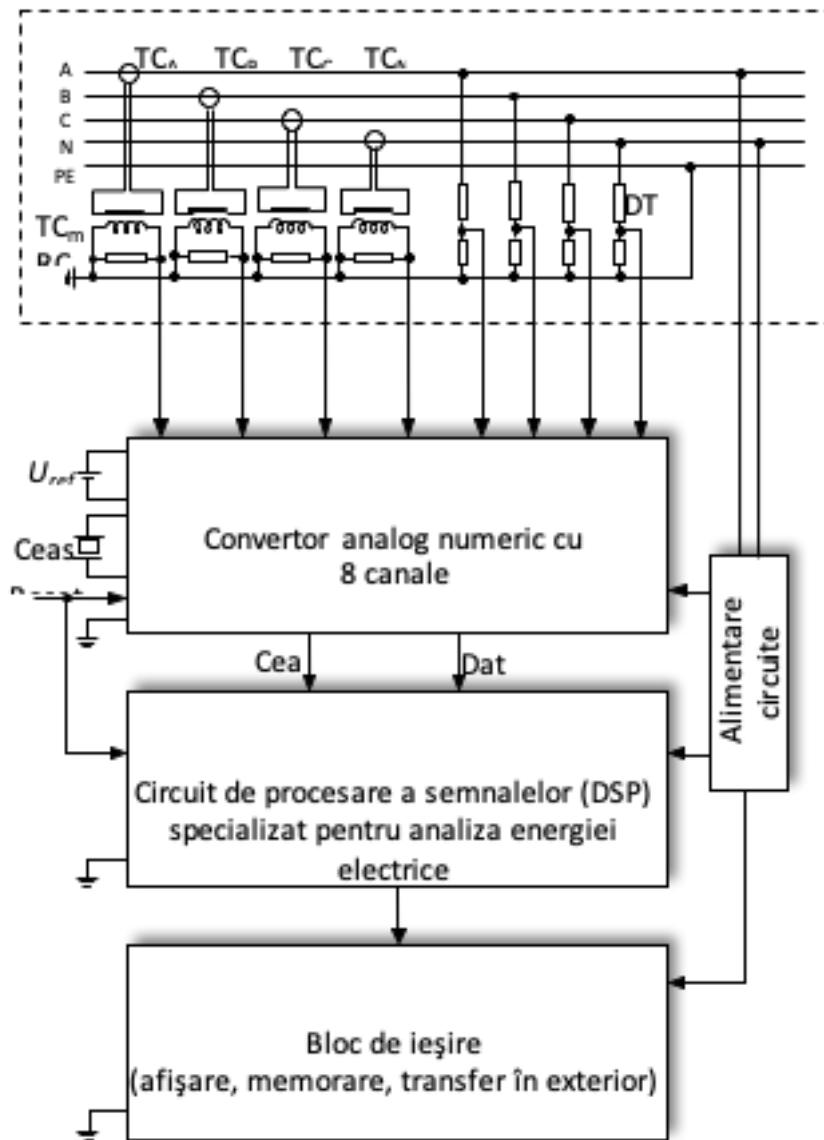 A
B
C
N
PE
TCₘ
DT
Convertor analog numeric cu
8 canale
Ceas
Cea
Dat
Alimentare
circuite
Circuit de procesare a semnalelor (DSP)
specializat pentru analiza energiei
electrice
Bloc de ieşire
(afişare, memorare, transfer în exterior)